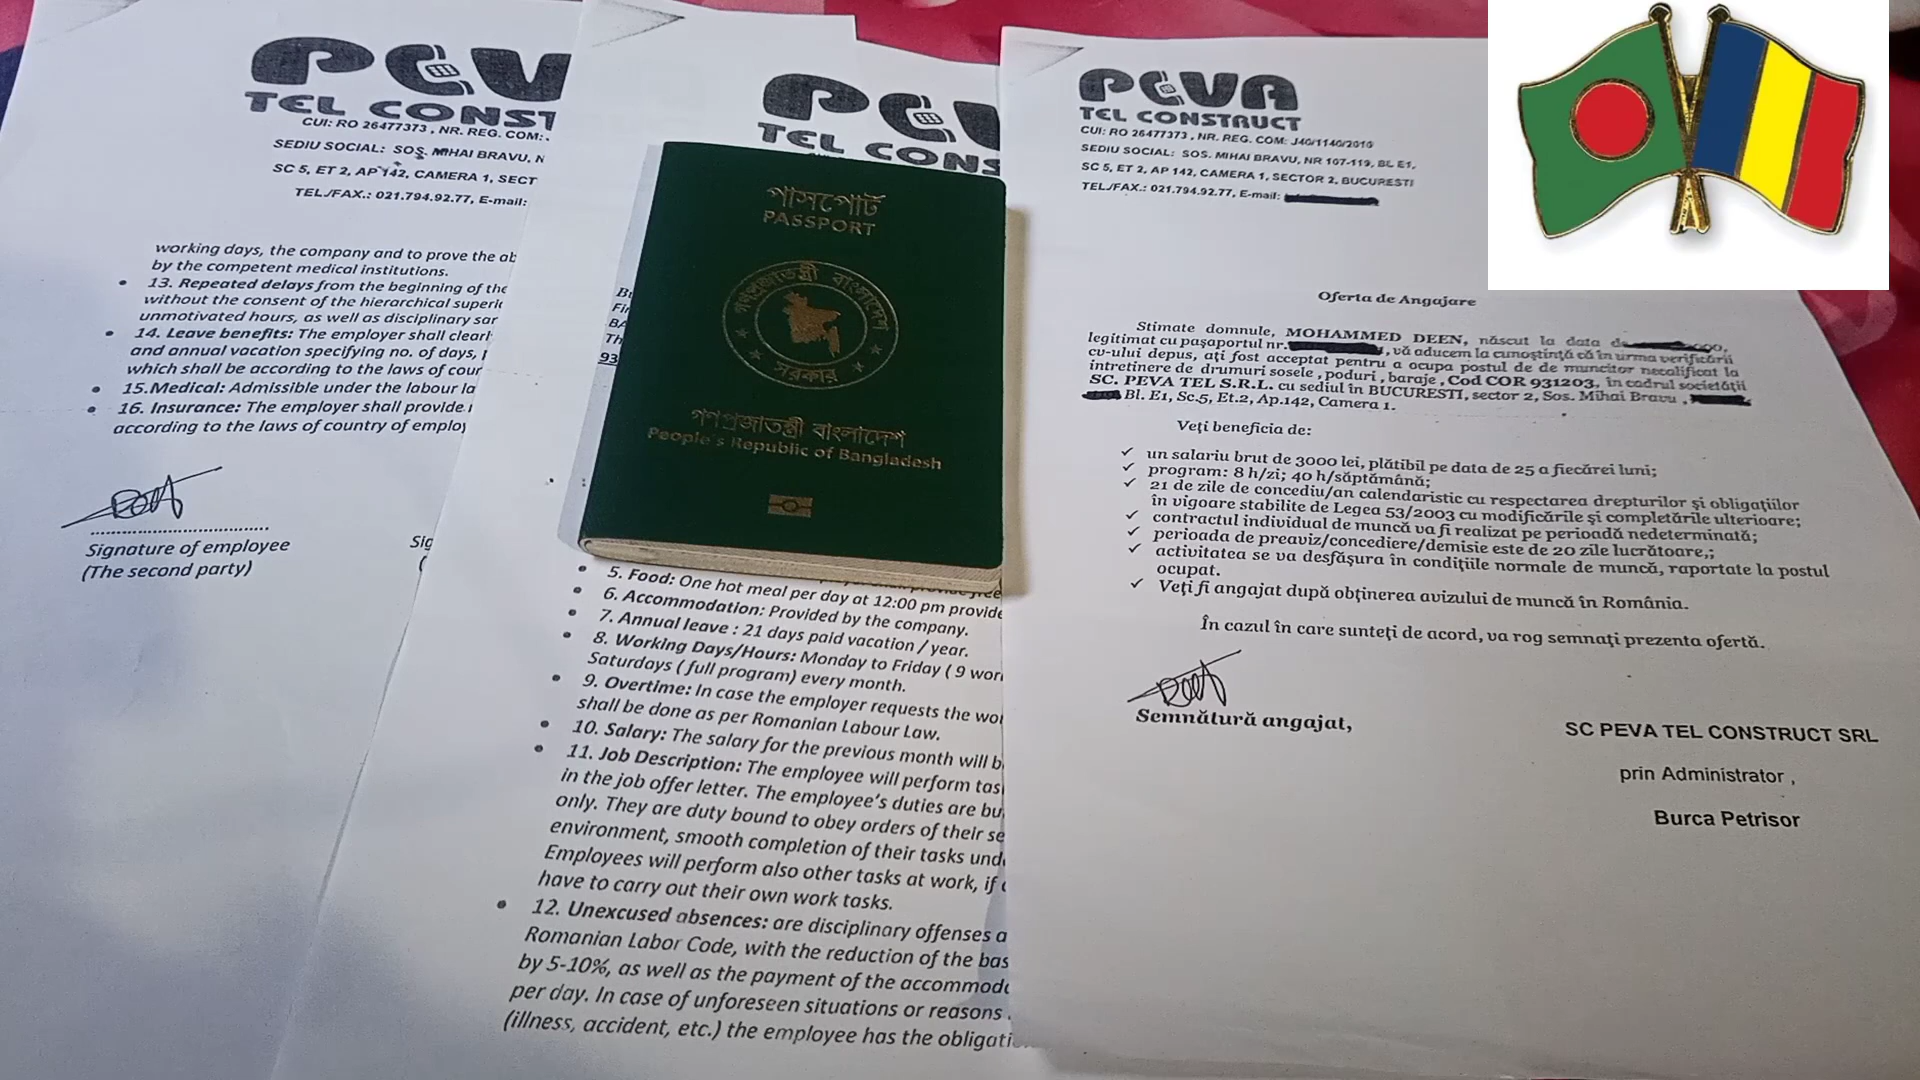 PEV
TEL CONST
CUI: RO 26477373 , NR. REG. COM:
SEDIU SOCIAL: SOS. MIHAI BRAVU, N
SC 5, ET 2, AP 142, CAMERA 1, SECT
TEL./FAX.: 021.794.92.77, E-mail:
working days, the company and to prove the ab
by the competent medical institutions.
13. Repeated delays from the beginning of the
without the consent of the hierarchical superi
unmotivated hours, as well as disciplinary sar
14. Leave benefits: The employer shall clearl
and annual vacation specifying no. of days,
which shall be according to the laws of cour
15.Medical: Admissible under the labour la
16. Insurance: The employer shall provide
according to the laws of country of employ
Signature of employee
(The second party)
Sig
PEV
TEL CONS
93
5. Food: One hot meal per day at 12:00 pm provide
6. Accommodation: Provided by the company.
7. Annual leave : 21 days paid vacation / year.
8. Working Days/Hours: Monday to Friday ( 9 wor
Saturdays ( full program) every month.
9. Overtime: In case the employer requests the wo
shall be done as per Romanian Labour Law.
10. Salary: The salary for the previous month will b
11. Job Description: The employee will perform tas
in the job offer letter. The employee's duties are bu
only. They are duty bound to obey orders of their se
environment, smooth completion of their tasks und
Employees will perform also other tasks at work, if
have to carry out their own work tasks.
12. Unexcused absences: are disciplinary offenses a
Romanian Labor Code, with the reduction of the bas
by 5-10%, as well as the payment of the accommod
per day. In case of unforeseen situations or reasons
(illness, accident, etc.) the employee has the obligati
পাসপোর্ট
PASSPORT
গণপ্রজাতন্ত্রী বাংলাদেশ
সরকার
গণপ্রজাতন্ত্রী বাংলাদেশ
People's Republic of Bangladesh
PEVA
TEL CONSTRUCT
CUI: RO 26477373 , NR. REG. COM: J40/1140/2010
SEDIU SOCIAL: SOS. MIHAI BRAVU, NR 107-119, BL E1,
SC 5, ET 2, AP 142, CAMERA 1, SECTOR 2, BUCURESTI
TEL./FAX.: 021.794.92.77, E-mail:
Oferta de Angajare
Stimate domnule, MOHAMMED DEEN, născut la data de
legitimat cu paşaportul nr. , vă aducem la cunoştinţă că în urma verificării
cv-ului depus, aţi fost acceptat pentru a ocupa postul de de muncitor necalificat la
intretinere de drumuri sosele , poduri , baraje , Cod COR 931203, în cadrul societăţii
SC. PEVA TEL S.R.L. cu sediul în BUCURESTI, sector 2, Sos. Mihai Bravu ,
Bl. E1, Sc.5, Et.2, Ap.142, Camera 1.
Veţi beneficia de:
un salariu brut de 3000 lei, plătibil pe data de 25 a fiecărei luni;
program: 8 h/zi; 40 h/săptămână;
21 de zile de concediu/an calendaristic cu respectarea drepturilor şi obligaţiilor
în vigoare stabilite de Legea 53/2003 cu modificările şi completările ulterioare;
contractul individual de muncă va fi realizat pe perioadă nedeterminată;
perioada de preaviz/concediere/demisie este de 20 zile lucrătoare,;
activitatea se va desfăşura în condiţiile normale de muncă, raportate la postul
ocupat.
Veţi fi angajat după obţinerea avizului de muncă în România.
În cazul în care sunteţi de acord, va rog semnaţi prezenta ofertă.
Semnătură angajat,
SC PEVA TEL CONSTRUCT SRL
prin Administrator ,
Burca Petrisor